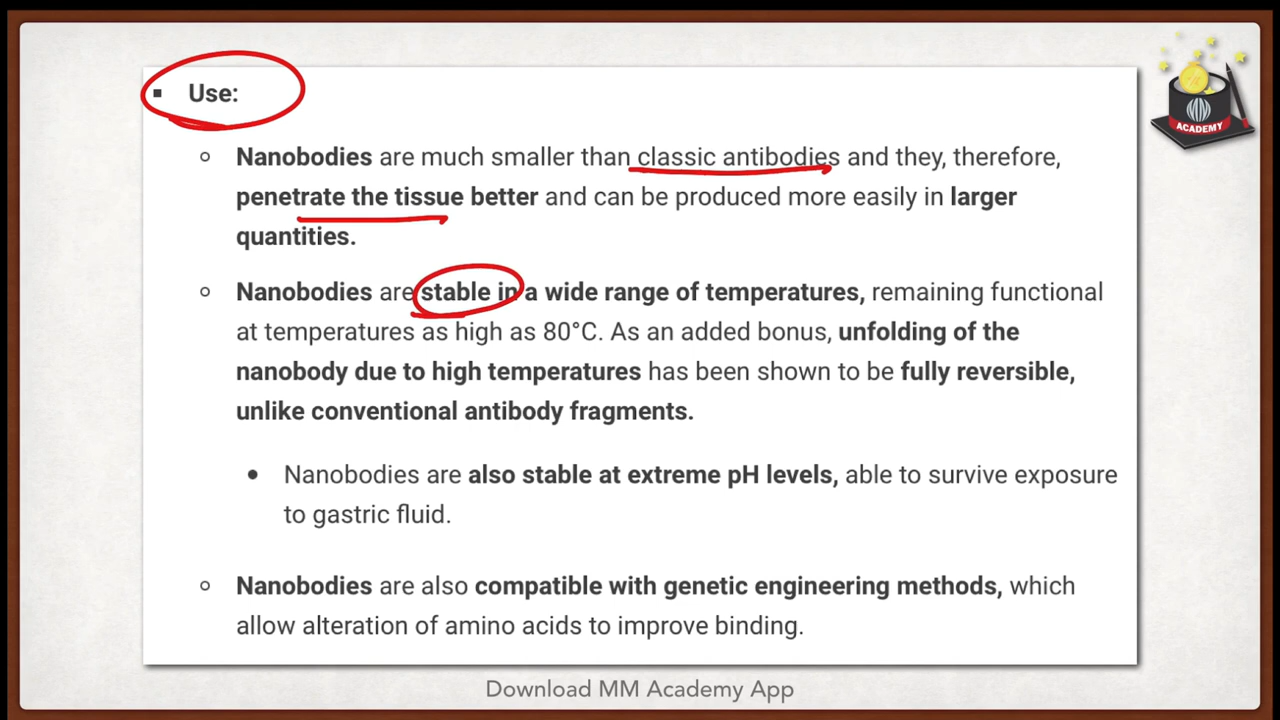 ▪ Use:
○ Nanobodies are much smaller than classic antibodies and they, therefore,
penetrate the tissue better and can be produced more easily in larger
quantities.
○ Nanobodies are stable in a wide range of temperatures, remaining functional
at temperatures as high as 80°C. As an added bonus, unfolding of the
nanobody due to high temperatures has been shown to be fully reversible,
unlike conventional antibody fragments.
● Nanobodies are also stable at extreme pH levels, able to survive exposure
to gastric fluid.
○ Nanobodies are also compatible with genetic engineering methods, which
allow alteration of amino acids to improve binding.
MM
ACADEMY
Download MM Academy App